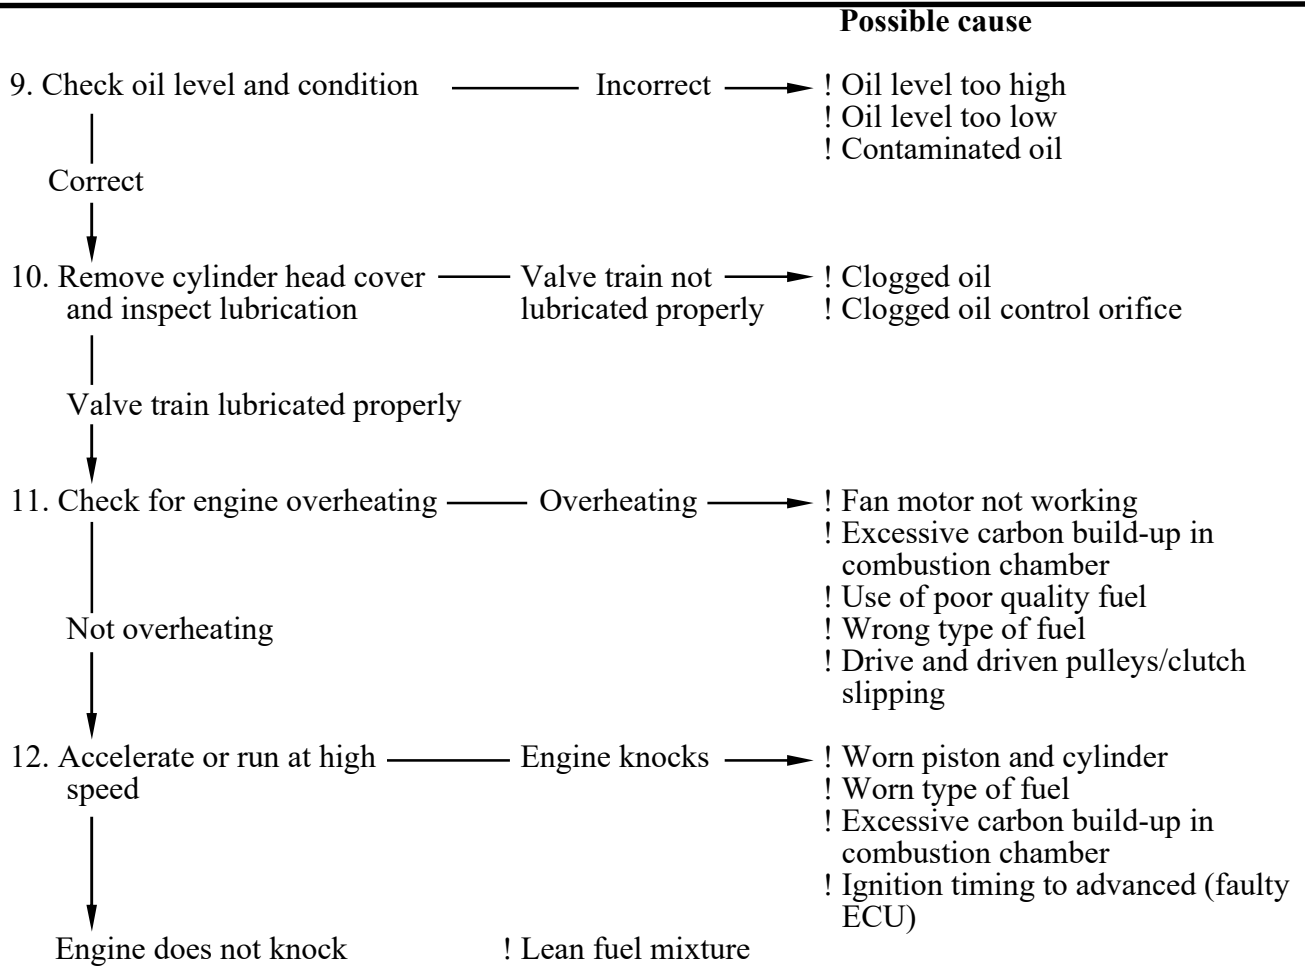 Possible cause
9. Check oil level and condition Incorrect ! Oil level too high
! Oil level too low
! Contaminated oil
Correct
10. Remove cylinder head cover Valve train not ! Clogged oil
and inspect lubrication lubricated properly ! Clogged oil control orifice
Valve train lubricated properly
11. Check for engine overheating Overheating ! Fan motor not working
! Excessive carbon build-up in
combustion chamber
! Use of poor quality fuel
Not overheating ! Wrong type of fuel
! Drive and driven pulleys/clutch
slipping
12. Accelerate or run at high Engine knocks ! Worn piston and cylinder
speed ! Worn type of fuel
! Excessive carbon build-up in
combustion chamber
! Ignition timing to advanced (faulty
ECU)
Engine does not knock ! Lean fuel mixture